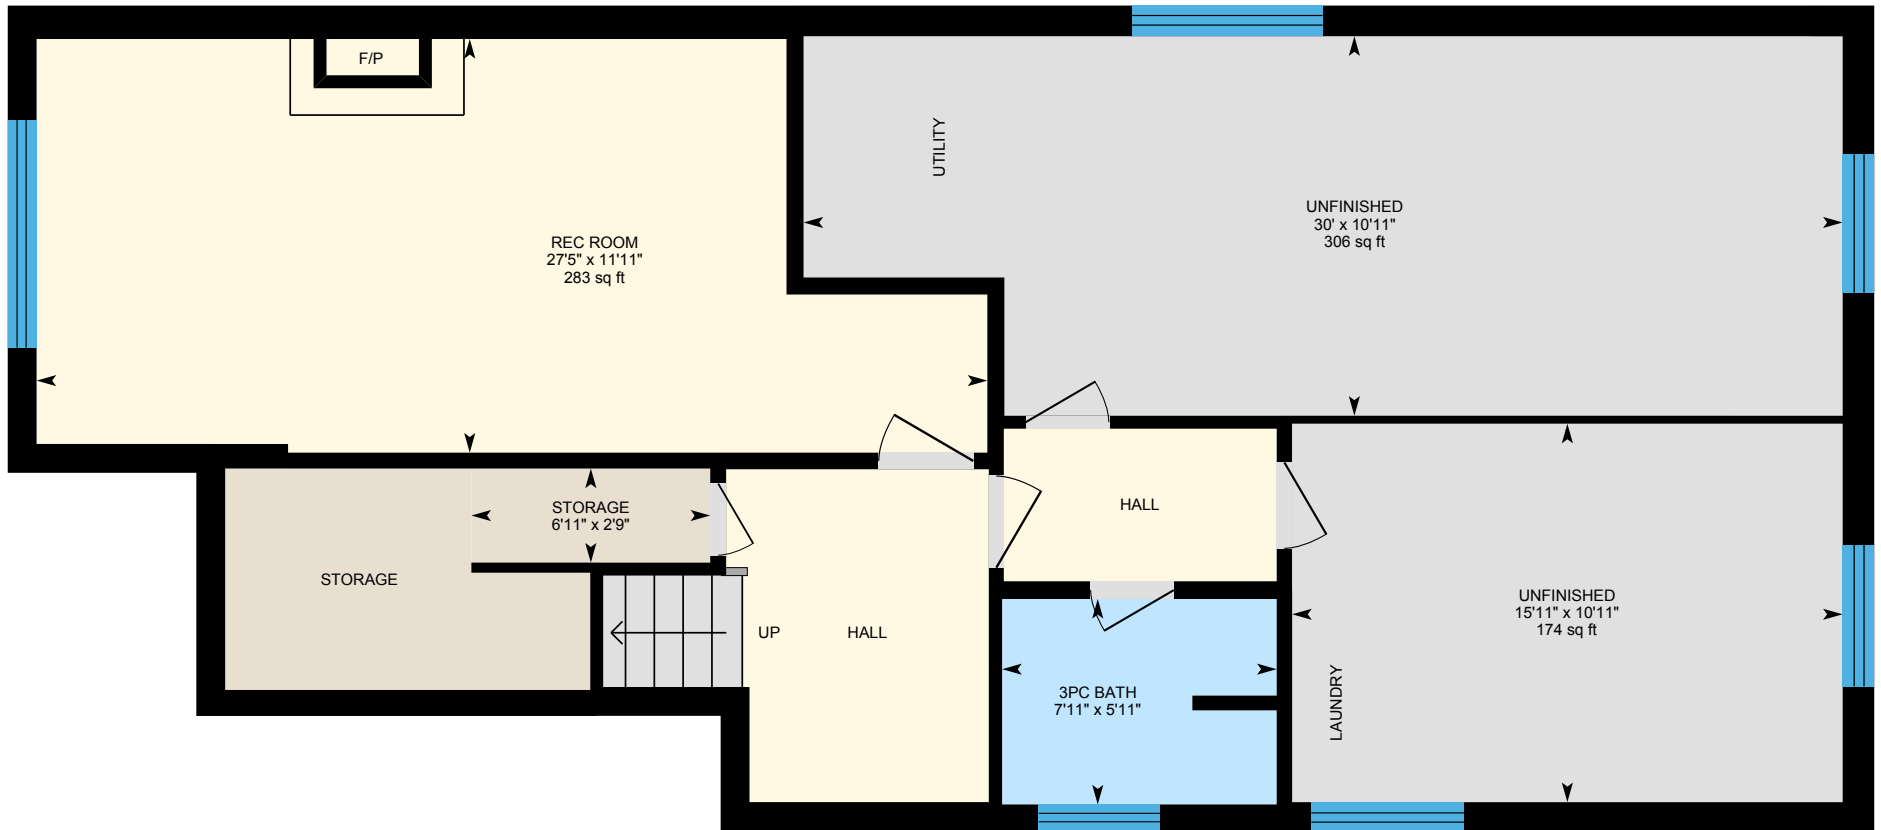 F/P
UTILITY
UNFINISHED
30' x 10'11"
306 sq ft
REC ROOM
27'5" x 11'11"
283 sq ft
STORAGE
6'11" x 2'9"
HALL
STORAGE
UP
HALL
UNFINISHED
15'11" x 10'11"
174 sq ft
3PC BATH
7'11" x 5'11"
LAUNDRY